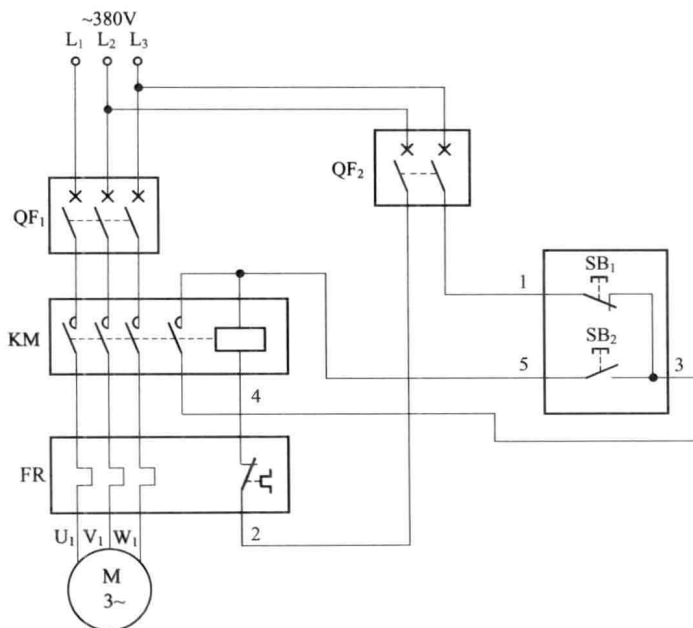 ~380V
L₁ L₂ L₃
QF₂
QF₁
SB₁
1
KM
SB₂
5 3
4
FR
U₁ V₁ W₁
2
M
3~